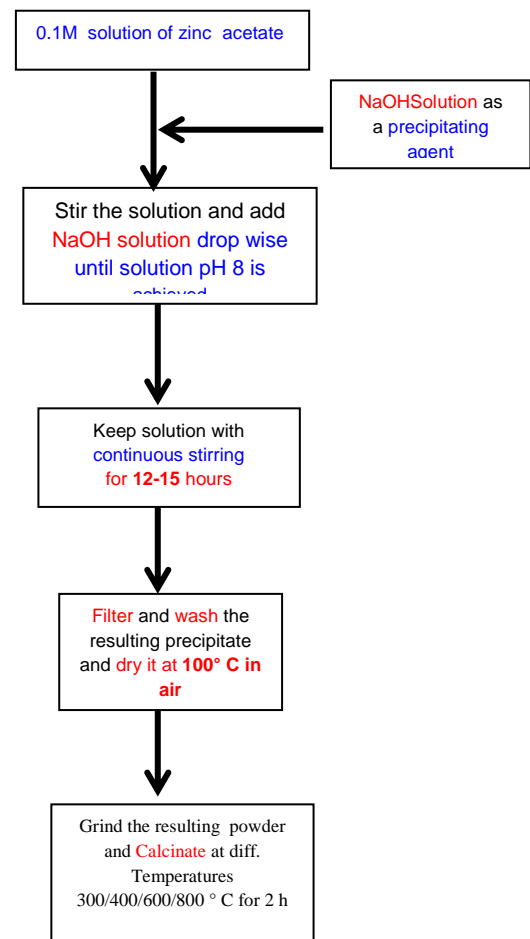 0.1M solution of zinc acetate
NaOHSolution as
a precipitating
agent
Stir the solution and add
NaOH solution drop wise
until solution pH 8 is
achieved
Keep solution with
continuous stirring
for 12-15 hours
Filter and wash the
resulting precipitate
and dry it at 100° C in
air
Grind the resulting powder
and Calcinate at diff.
Temperatures
300/400/600/800 ° C for 2 h